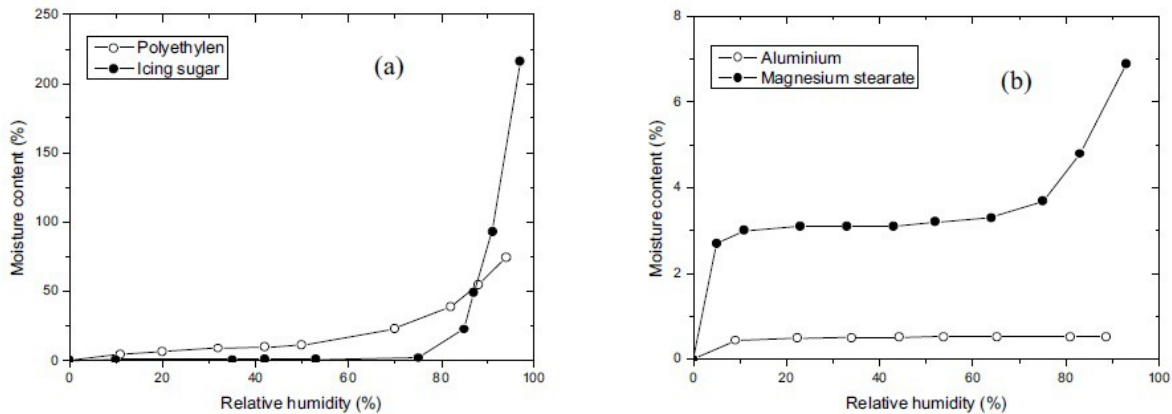 250
200
150
100
50
0
Moisture content (%)
Polyethylen
Icing sugar
(a)
0 20 40 60 80 100
Relative humidity (%)
8
6
4
2
0
Moisture content (%)
Aluminium
Magnesium stearate
(b)
0 20 40 60 80 100
Relative humidity (%)